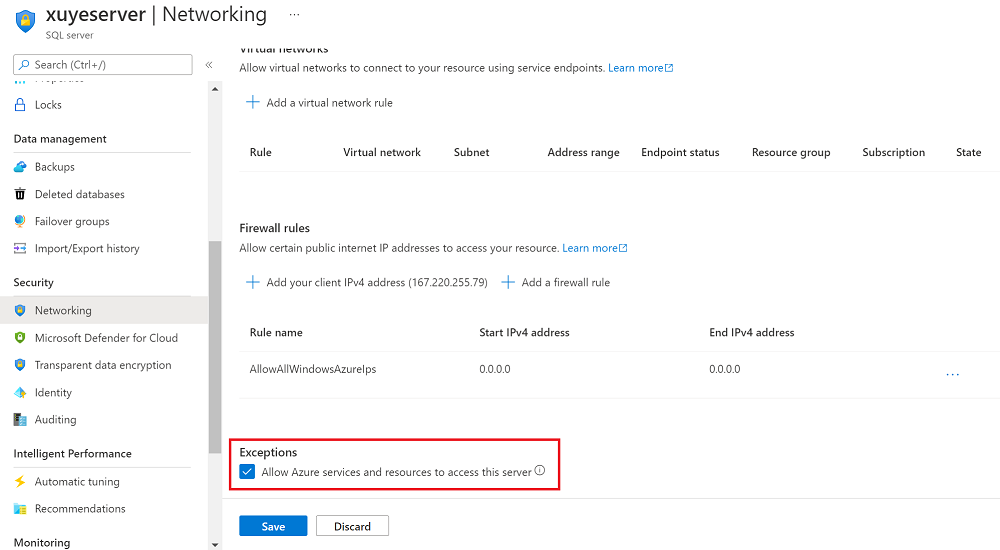 xuyeserver | Networking ...
SQL server
Search (Ctrl+/)
«
Properties
Locks
Data management
Backups
Deleted databases
Failover groups
Import/Export history
Security
Networking
Microsoft Defender for Cloud
Transparent data encryption
Identity
Auditing
Intelligent Performance
Automatic tuning
Recommendations
Monitoring
Virtual networks
Allow virtual networks to connect to your resource using service endpoints. Learn more
Add a virtual network rule
Rule Virtual network Subnet Address range Endpoint status Resource group Subscription State
Firewall rules
Allow certain public internet IP addresses to access your resource. Learn more
Add your client IPv4 address (167.220.255.79) Add a firewall rule
Rule name Start IPv4 address End IPv4 address
AllowAllWindowsAzureIps 0.0.0.0 0.0.0.0 ...
Exceptions
Allow Azure services and resources to access this server
Save Discard